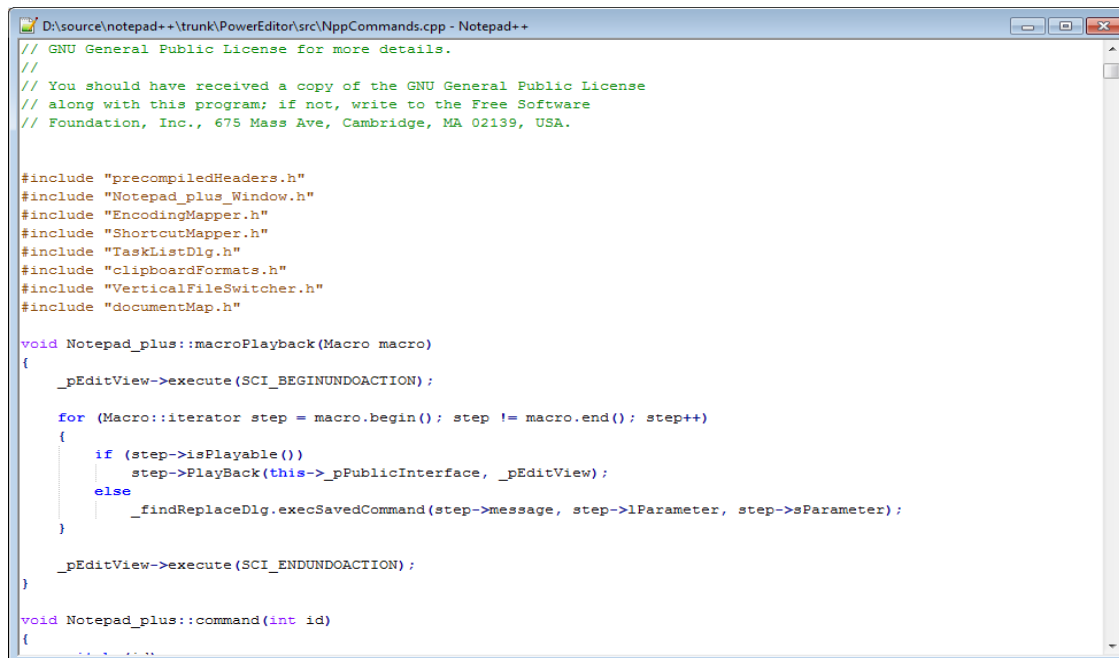 D:\source\notepad++\trunk\PowerEditor\src\NppCommands.cpp - Notepad++
// GNU General Public License for more details.
//
// You should have received a copy of the GNU General Public License
// along with this program; if not, write to the Free Software
// Foundation, Inc., 675 Mass Ave, Cambridge, MA 02139, USA.
#include "precompiledHeaders.h"
#include "Notepad_plus_Window.h"
#include "EncodingMapper.h"
#include "ShortcutMapper.h"
#include "TaskListDlg.h"
#include "clipboardFormats.h"
#include "VerticalFileSwitcher.h"
#include "documentMap.h"
void Notepad_plus::macroPlayback(Macro macro)
{
    _pEditView->execute(SCI_BEGINUNDOACTION);
    for (Macro::iterator step = macro.begin(); step != macro.end(); step++)
    {
        if (step->isPlayable())
            step->PlayBack(this->_pPublicInterface, _pEditView);
        else
            _findReplaceDlg.execSavedCommand(step->message, step->lParameter, step->sParameter);
    }
    _pEditView->execute(SCI_ENDUNDOACTION);
}
void Notepad_plus::command(int id)
{